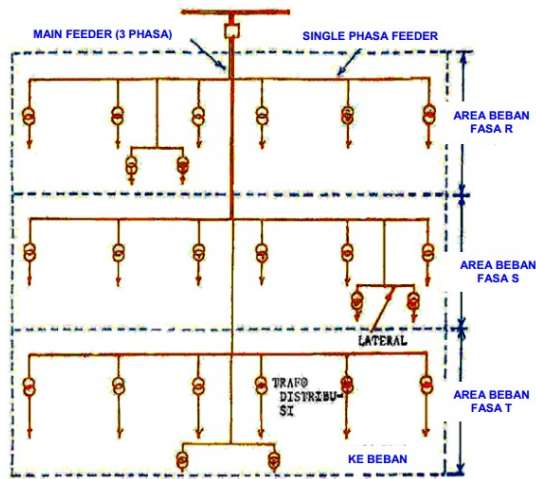 MAIN FEEDER (3 PHASA)
SINGLE PHASA FEEDER
AREA BEBAN
FASA R
AREA BEBAN
FASA S
LATERAL
TRAFO
DISTRIBU-
SI
AREA BEBAN
FASA T
KE BEBAN